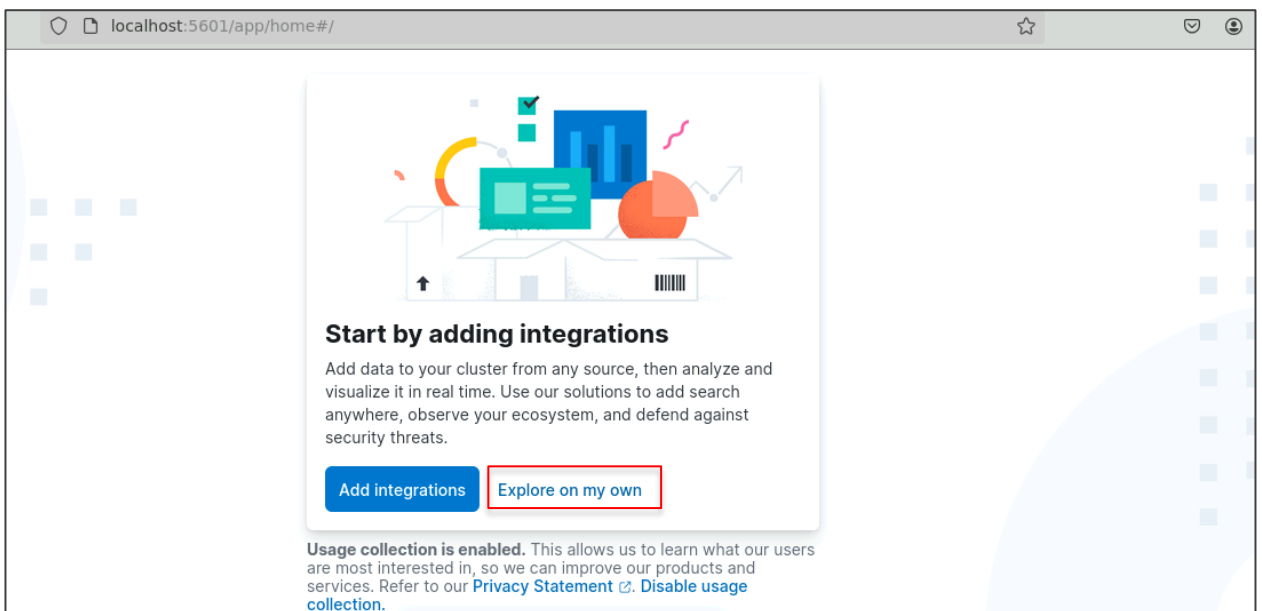 localhost:5601/app/home#/
Start by adding integrations
Add data to your cluster from any source, then analyze and
visualize it in real time. Use our solutions to add search
anywhere, observe your ecosystem, and defend against
security threats.
Add integrations
Explore on my own
Usage collection is enabled. This allows us to learn what our users
are most interested in, so we can improve our products and
services. Refer to our Privacy Statement. Disable usage
collection.